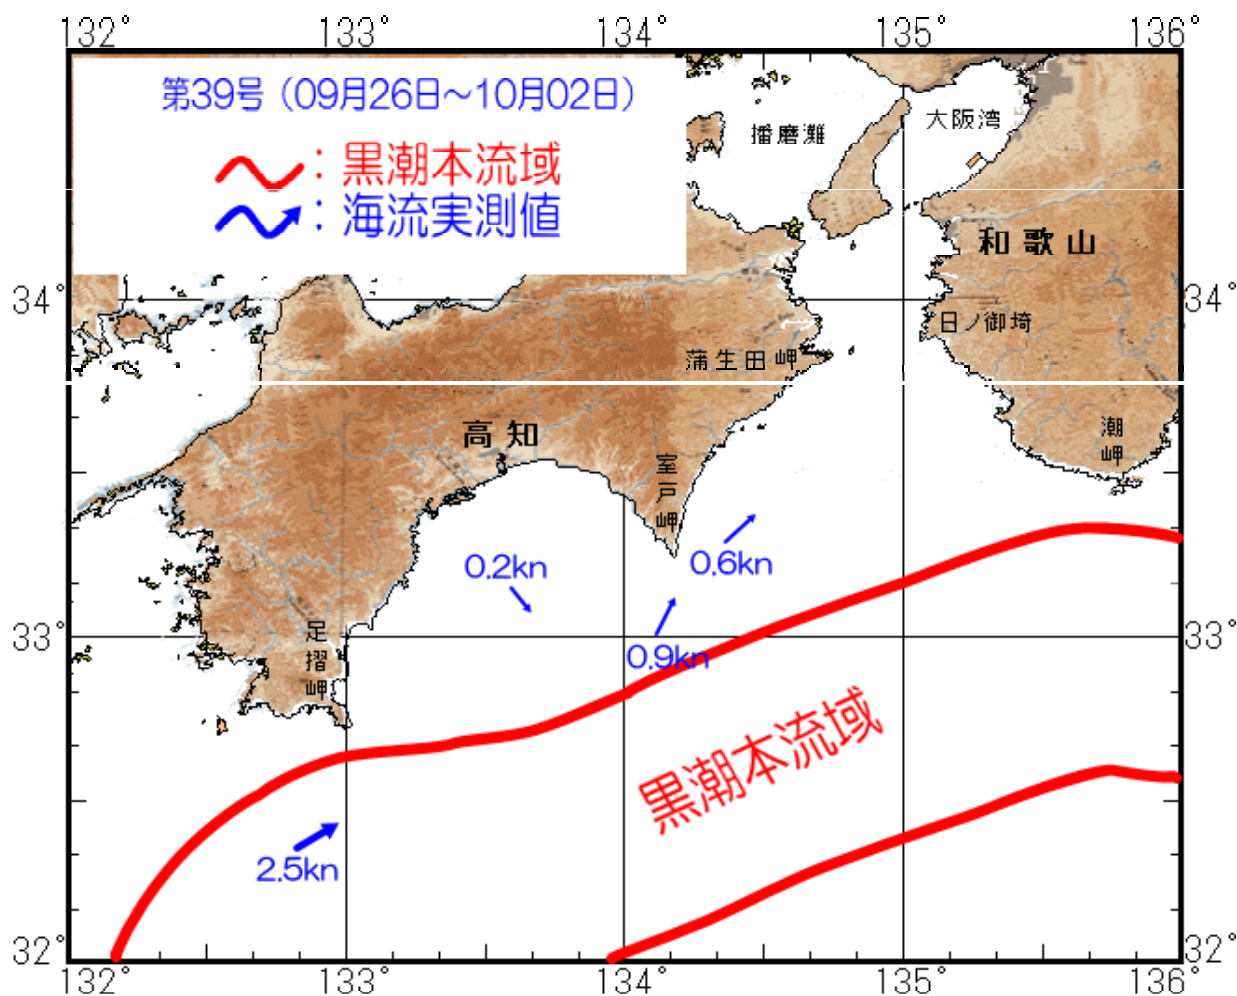 132° 133° 134° 135° 136°
第39号（09月26日～10月02日）
：黒潮本流域
：海流実測値
播磨灘
大阪湾
和歌山
34° 34°
日ノ御埼
蒲生田岬
高知
潮岬
室戸岬
0.6kn
0.2kn
33° 33°
足摺岬
0.9kn
黒潮本流域
2.5kn
32° 32°
132° 133° 134° 135° 136°